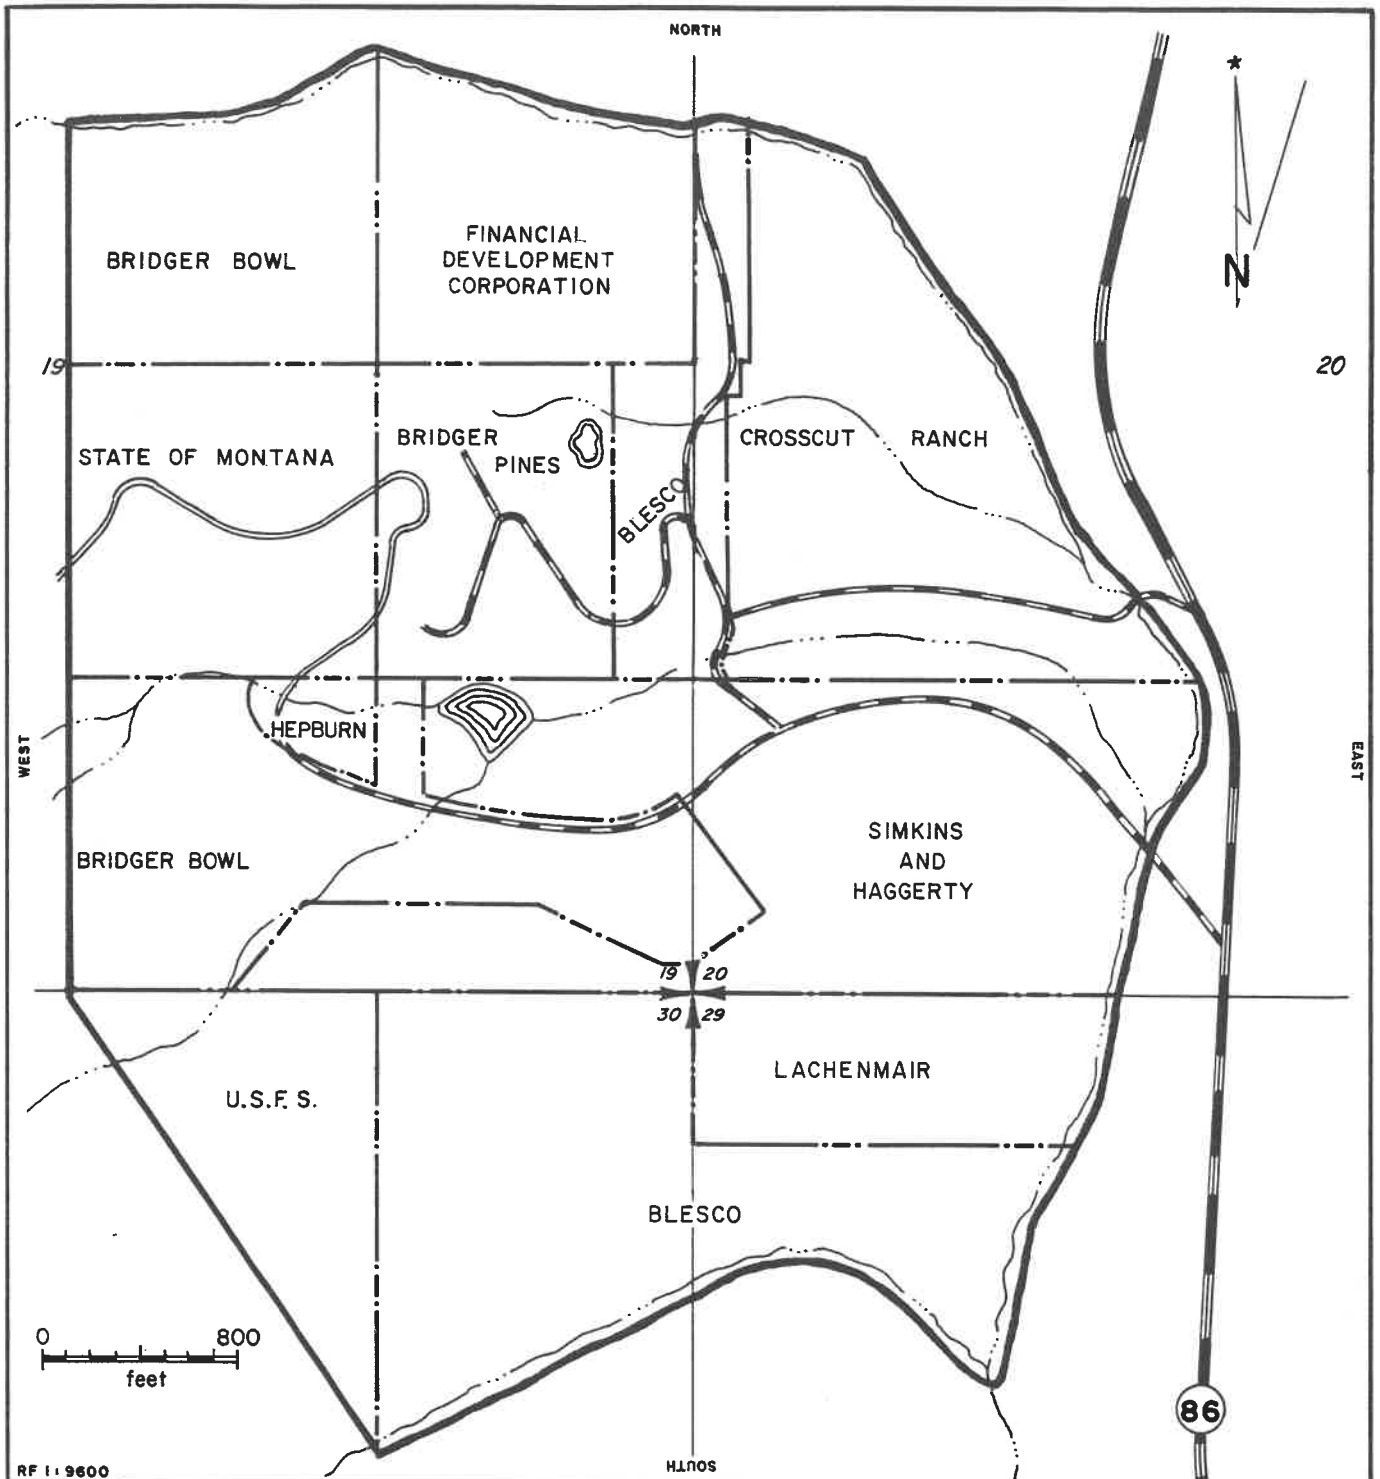 NORTH
*
N
BRIDGER BOWL
FINANCIAL
DEVELOPMENT
CORPORATION
19
20
STATE OF MONTANA
BRIDGER
PINES
BLESCO
CROSSCUT RANCH
HEPBURN
WEST
EAST
BRIDGER BOWL
SIMKINS
AND
HAGGERTY
19 20
30 29
LACHENMAIR
U.S.F.S.
BLESCO
0 800
feet
86
RF 1:9600
SOUTH